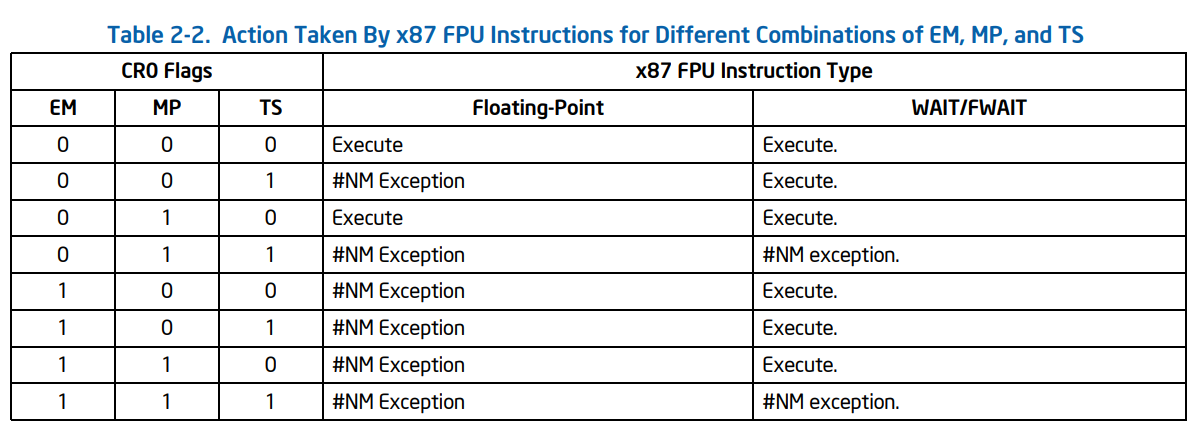 Table 2-2. Action Taken By x87 FPU Instructions for Different Combinations of EM, MP, and TS
CR0 Flags x87 FPU Instruction Type
EM MP TS Floating-Point WAIT/FWAIT
0 0 0 Execute Execute.
0 0 1 #NM Exception Execute.
0 1 0 Execute Execute.
0 1 1 #NM Exception #NM exception.
1 0 0 #NM Exception Execute.
1 0 1 #NM Exception Execute.
1 1 0 #NM Exception Execute.
1 1 1 #NM Exception #NM exception.